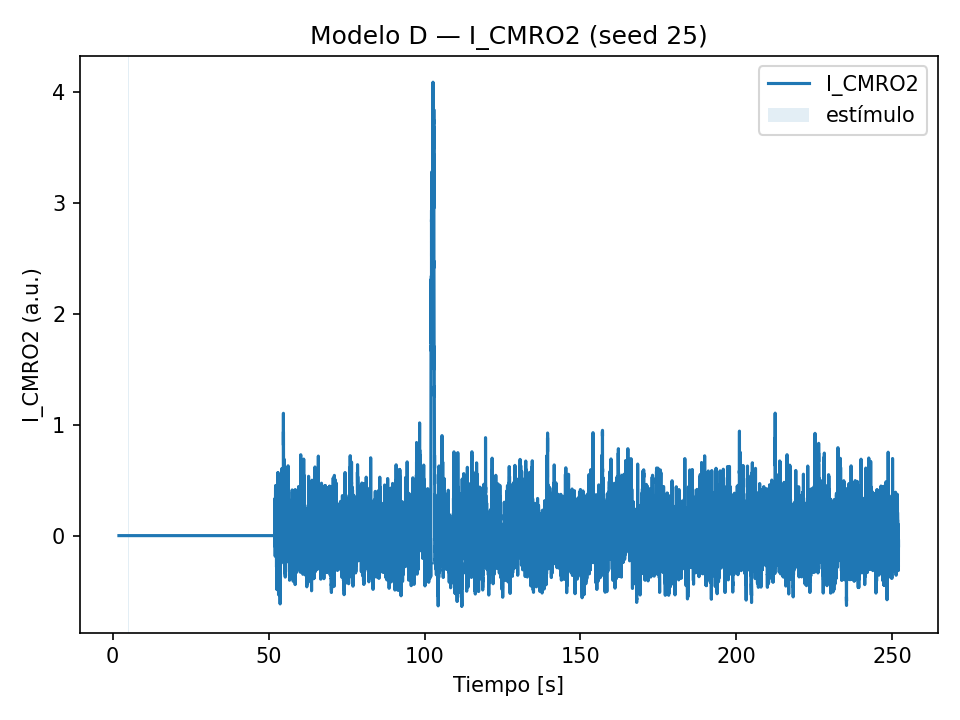 Modelo D — I_CMRO2 (seed 25)
I_CMRO2
estímulo
I_CMRO2 (a.u.)
4
3
2
1
0
0 50 100 150 200 250
Tiempo [s]